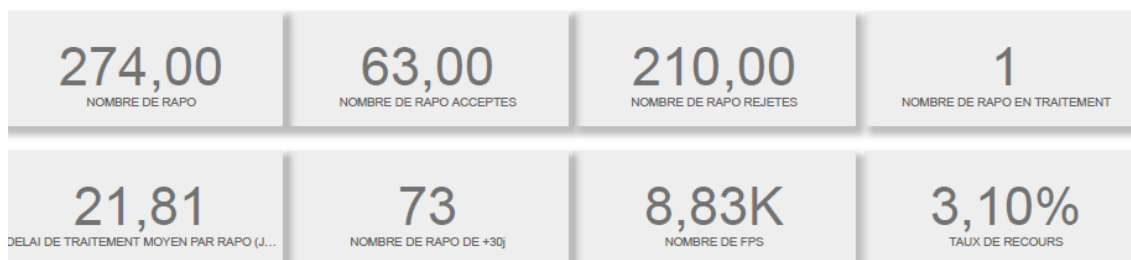 274,00 63,00 210,00 1
NOMBRE DE RAPO NOMBRE DE RAPO ACCEPTES NOMBRE DE RAPO REJETES NOMBRE DE RAPO EN TRAITEMENT
21,81 73 8,83K 3,10%
DELAI DE TRAITEMENT MOYEN PAR RAPO (J... NOMBRE DE RAPO DE +30j NOMBRE DE FPS TAUX DE RECOURS